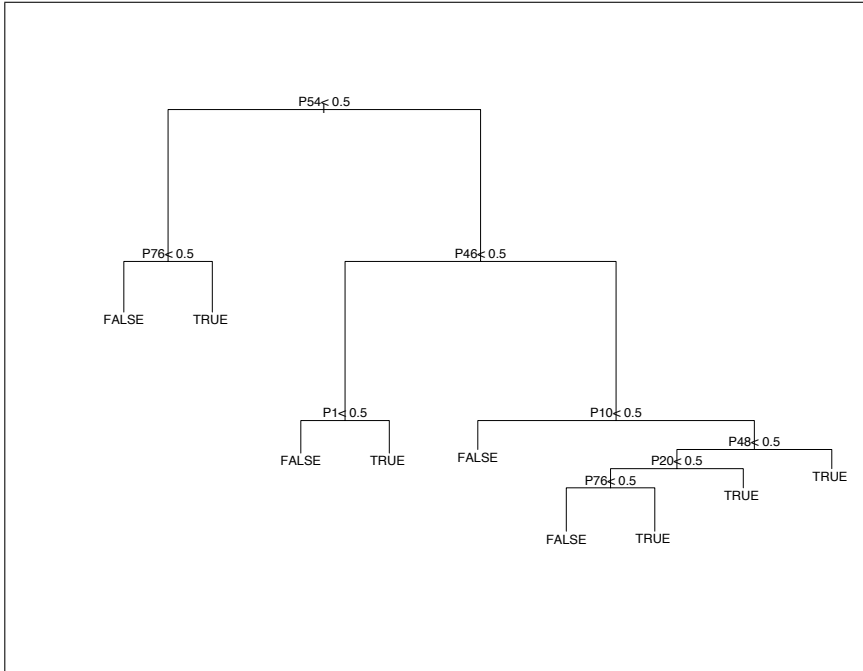 P54< 0.5
P76< 0.5
P46< 0.5
FALSE
TRUE
P1< 0.5
P10< 0.5
FALSE
TRUE
FALSE
P48< 0.5
P20< 0.5
TRUE
P76< 0.5
TRUE
FALSE
TRUE